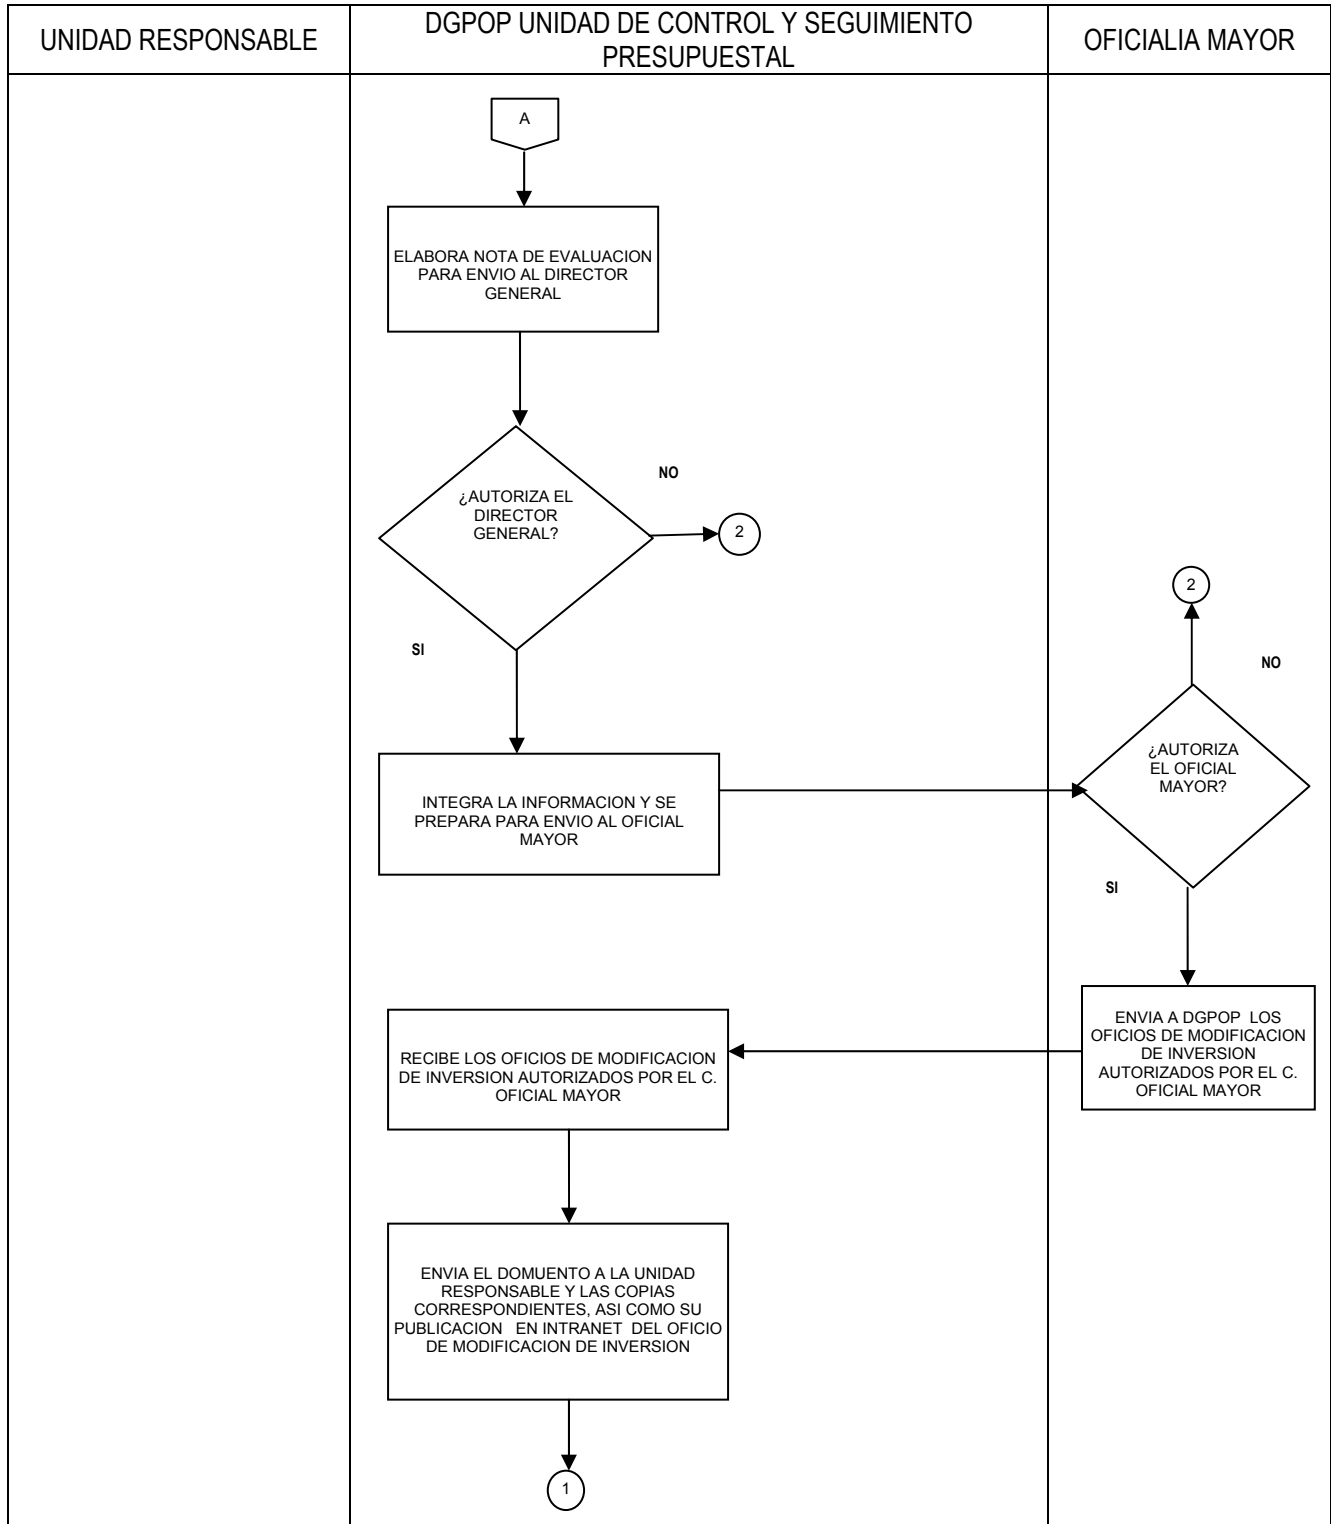 UNIDAD RESPONSABLE
DGPOP UNIDAD DE CONTROL Y SEGUIMIENTO
PRESUPUESTAL
OFICIALIA MAYOR
A
ELABORA NOTA DE EVALUACION
PARA ENVIO AL DIRECTOR
GENERAL
¿AUTORIZA EL
DIRECTOR
GENERAL?
NO
2
SI
INTEGRA LA INFORMACION Y SE
PREPARA PARA ENVIO AL OFICIAL
MAYOR
2
NO
¿AUTORIZA
EL OFICIAL
MAYOR?
SI
ENVIA A DGPOP LOS
OFICIOS DE MODIFICACION
DE INVERSION
AUTORIZADOS POR EL C.
OFICIAL MAYOR
RECIBE LOS OFICIOS DE MODIFICACION
DE INVERSION AUTORIZADOS POR EL C.
OFICIAL MAYOR
ENVIA EL DOMUENTO A LA UNIDAD
RESPONSABLE Y LAS COPIAS
CORRESPONDIENTES, ASI COMO SU
PUBLICACION EN INTRANET DEL OFICIO
DE MODIFICACION DE INVERSION
1